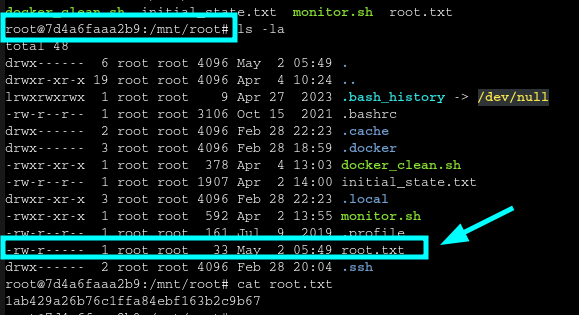 docker_clean.sh initial_state.txt monitor.sh root.txt
root@7d4a6faaa2b9:/mnt/root# ls -la
total 48
drwx------ 6 root root 4096 May 2 05:49 .
drwxr-xr-x 19 root root 4096 Apr 4 10:24 ..
lrwxrwxrwx 1 root root 9 Apr 27 2023 .bash_history -> /dev/null
-rw-r--r-- 1 root root 3106 Oct 15 2021 .bashrc
drwx------ 2 root root 4096 Feb 28 22:23 .cache
drwx------ 3 root root 4096 Feb 28 18:59 .docker
-rwxr-xr-x 1 root root 378 Apr 4 13:03 docker_clean.sh
-rw-r--r-- 1 root root 1907 Apr 2 14:00 initial_state.txt
drwxr-xr-x 3 root root 4096 Feb 28 22:23 .local
-rwxr-xr-x 1 root root 592 Apr 2 13:55 monitor.sh
-rw-r--r-- 1 root root 161 Jul 9 2019 .profile
-rw-r----- 1 root root 33 May 2 05:49 root.txt
drwx------ 2 root root 4096 Feb 28 20:04 .ssh
root@7d4a6faaa2b9:/mnt/root# cat root.txt
1ab429a26b76c1ffa84ebf163b2c9b67
root@7d4a6faaa2b9:/mnt/root#